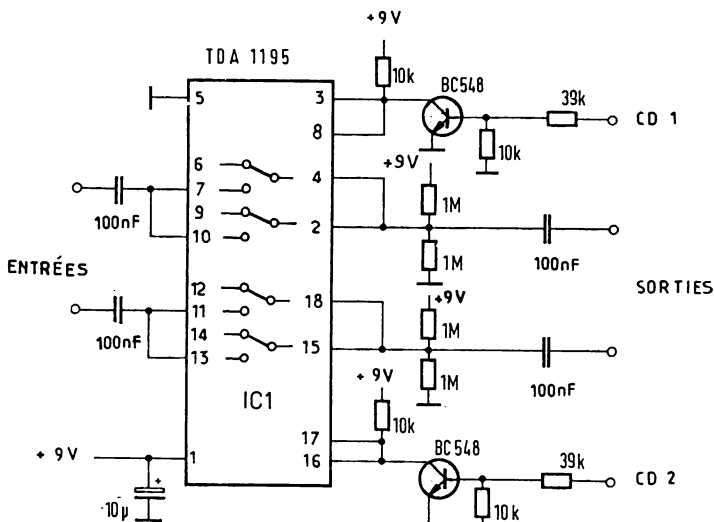 +9V
TDA 1195
10k
BC548
39k
CD 1
5
3
8
10k
+9V
6
7
4
1M
100nF
9
10
2
1M
100nF
ENTRÉES
SORTIES
12
11
18
+9V
1M
100nF
14
13
15
1M
100nF
+9V
IC1
10k
17
BC548
39k
+ 9V
1
16
CD 2
+
10µ
10k